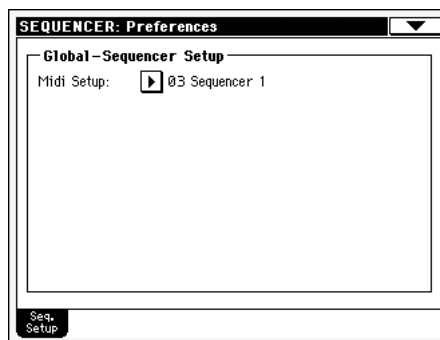 SEQUENCER: Preferences
Global-Sequencer Setup
Midi Setup: 03 Sequencer 1
Seq.
Setup